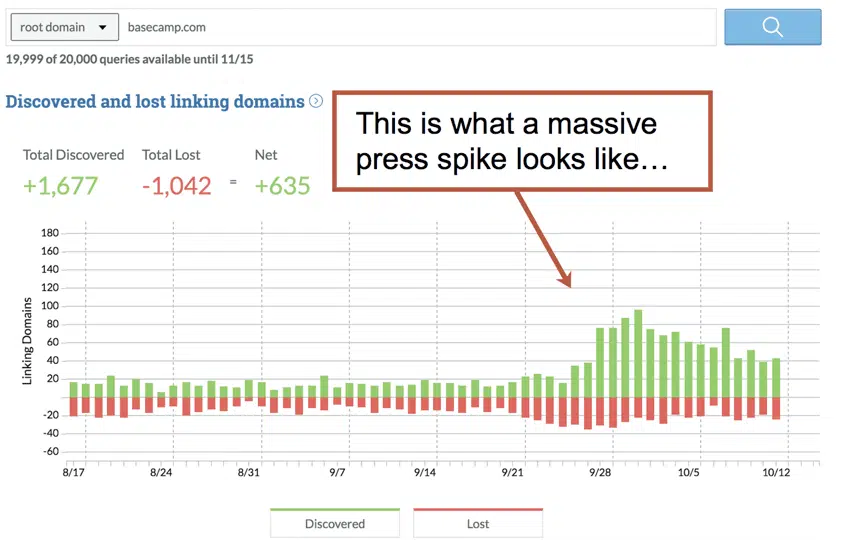 root domain basecamp.com
19,999 of 20,000 queries available until 11/15
Discovered and lost linking domains
This is what a massive
press spike looks like…
Total Discovered Total Lost Net
+1,677 -1,042 = +635
Linking Domains
180
160
140
120
100
80
60
40
20
-20
-40
-60
8/17 8/24 8/31 9/7 9/14 9/21 9/28 10/5 10/12
Discovered Lost